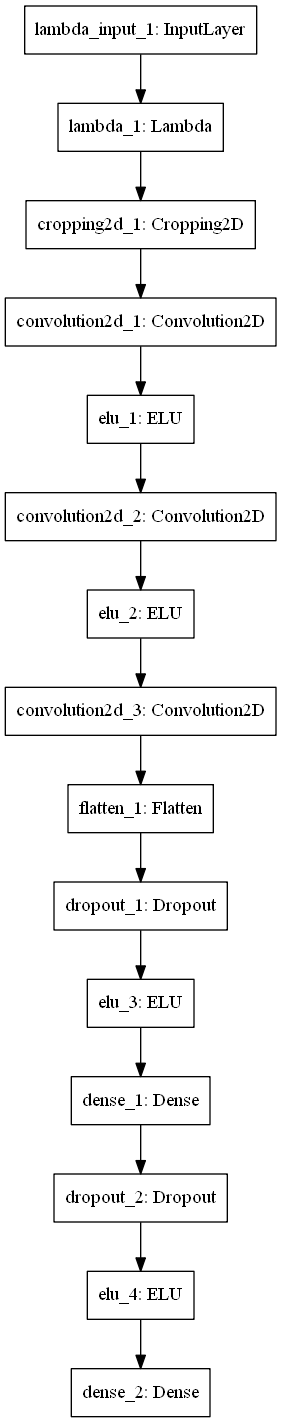 lambda_input_1: InputLayer
lambda_1: Lambda
cropping2d_1: Cropping2D
convolution2d_1: Convolution2D
elu_1: ELU
convolution2d_2: Convolution2D
elu_2: ELU
convolution2d_3: Convolution2D
flatten_1: Flatten
dropout_1: Dropout
elu_3: ELU
dense_1: Dense
dropout_2: Dropout
elu_4: ELU
dense_2: Dense